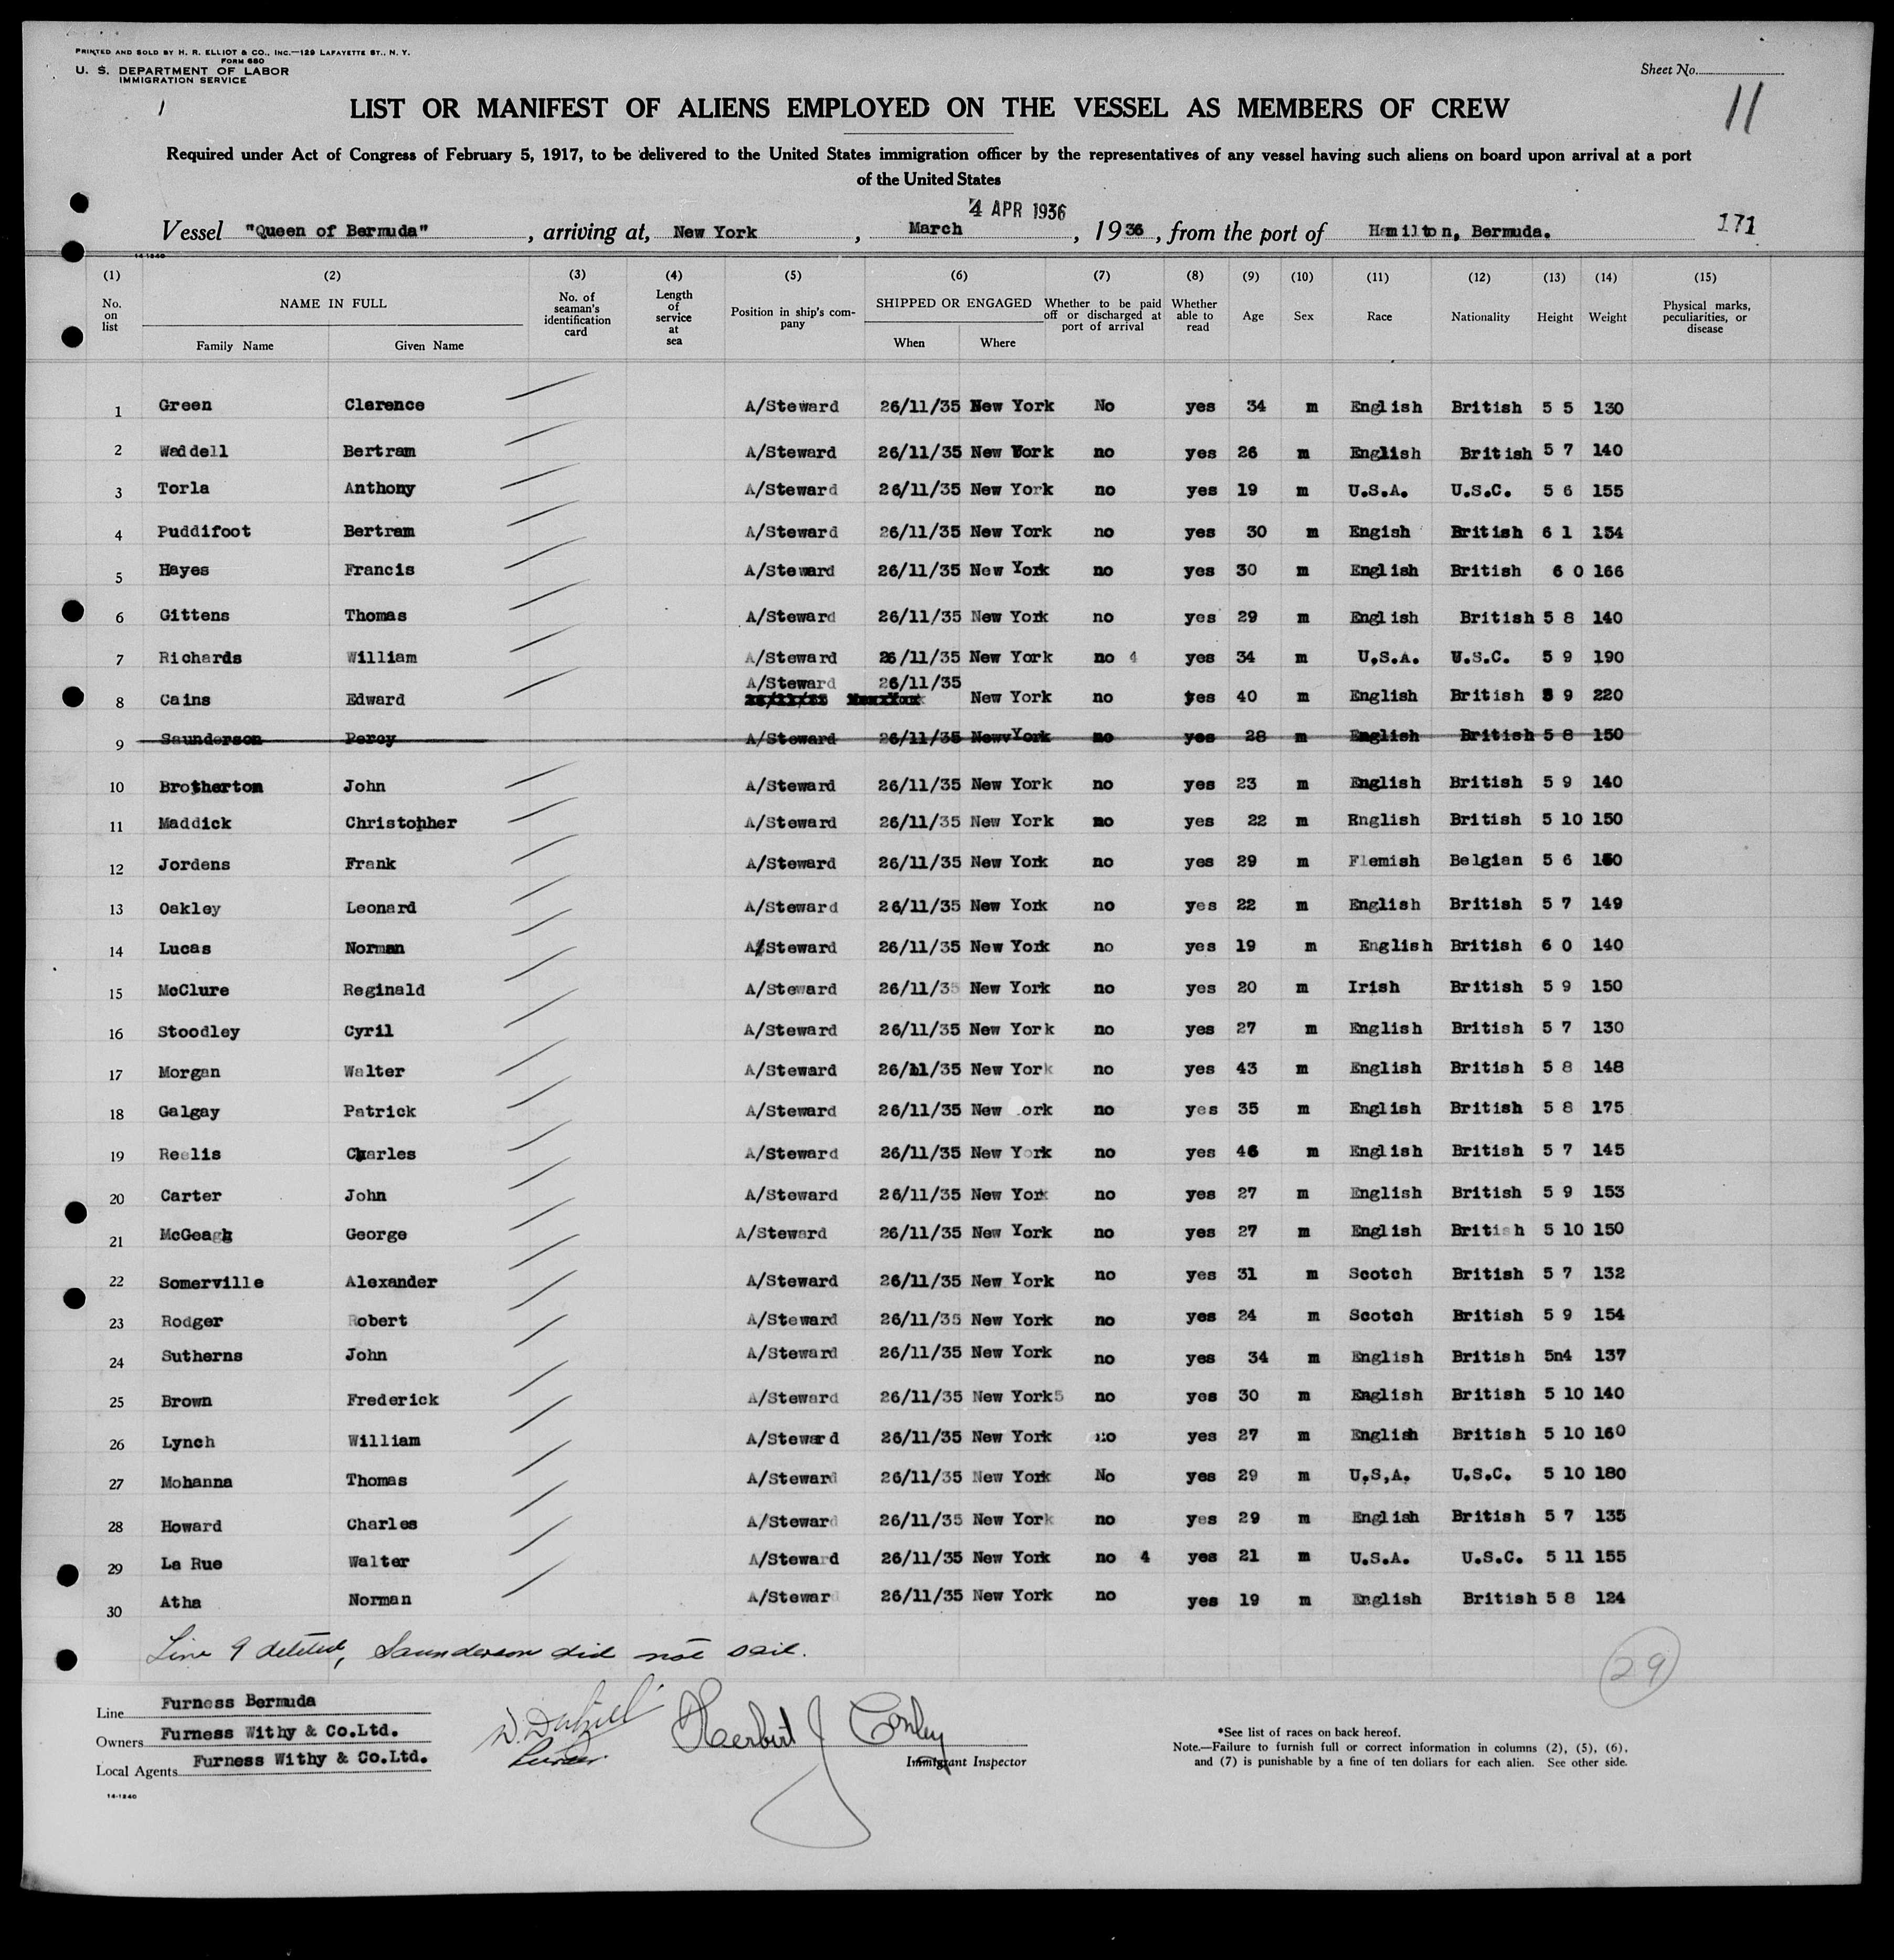 PRINTED AND SOLD BY H. R. ELLIOT & CO., INC.—129 LAFAYETTE ST., N. Y.
FORM 680
U. S. DEPARTMENT OF LABOR
IMMIGRATION SERVICE
Sheet No.
11
1
LIST OR MANIFEST OF ALIENS EMPLOYED ON THE VESSEL AS MEMBERS OF CREW
Required under Act of Congress of February 5, 1917, to be delivered to the United States immigration officer by the representatives of any vessel having such aliens on board upon arrival at a port
of the United States
4 APR 1936
Vessel "Queen of Bermuda", arriving at, New York, March, 1936, from the port of Hamilton, Bermuda. 171
14-1240
(1) (2) (3) (4) (5) (6) (7) (8) (9) (10) (11) (12) (13) (14) (15)
No. on list NAME IN FULL Family Name Given Name No. of seaman's identification card Length of service at sea Position in ship's company SHIPPED OR ENGAGED When Where Whether to be paid off or discharged at port of arrival Whether able to read Age Sex Race Nationality Height Weight Physical marks, peculiarities, or disease
1 Green Clarence A/Steward 26/11/35 New York No yes 34 m English British 5 5 130
2 Waddell Bertram A/Steward 26/11/35 New York no yes 26 m English British 5 7 140
3 Torla Anthony A/Steward 26/11/35 New York no yes 19 m U.S.A. U.S.C. 5 6 155
4 Puddifoot Bertram A/Steward 26/11/35 New York no yes 30 m Engish British 6 1 154
5 Hayes Francis A/Steward 26/11/35 New York no yes 30 m English British 6 0 166
6 Gittens Thomas A/Steward 26/11/35 New York no yes 29 m English British 5 8 140
7 Richards William A/Steward 26/11/35 New York no 4 yes 34 m U,S.A. U.S.C. 5 9 190
8 Cains Edward A/Steward 26/11/35 New York no yes 40 m English British 5 9 220
9 Saunderson Percy A/Steward 26/11/35 New York no yes 28 m English British 5 8 150
10 Brotherton John A/Steward 26/11/35 New York no yes 23 m English British 5 9 140
11 Maddick Christohher A/Steward 26/11/35 New York no yes 22 m Rnglish British 5 10 150
12 Jordens Frank A/Steward 26/11/35 New York no yes 29 m Flemish Belgian 5 6
13 Oakley Leonard A/Steward 26/11/35 New York no yes 22 m English British 5 7 149
14 Lucas Norman A/Steward 26/11/35 New York no yes 19 m English British 6 0 140
15 McClure Reginald A/Steward 26/11/35 New York no yes 20 m Irish British 5 9 150
16 Stoodley Cyril A/Steward 26/11/35 New York no yes 27 m English British 5 7 130
17 Morgan Walter A/Steward 26/11/35 New York no yes 43 m English British 5 8 148
18 Galgay Patrick A/Steward 26/11/35 New ork no yes 35 m English British 5 8 175
19 Reelis Charles A/Steward 26/11/35 New York no yes 46 m English British 5 7 145
20 Carter John A/Steward 26/11/35 New York no yes 27 m English British 5 9 153
21 McGeagh George A/Steward 26/11/35 New York no yes 27 m English British 5 10 150
22 Somerville Alexander A/Steward 26/11/35 New York no yes 31 m Scotch British 5 7 132
23 Rodger Robert A/Steward 26/11/35 New York no yes 24 m Scotch British 5 9 154
24 Sutherns John A/Steward 26/11/35 New York no yes 34 m English British 5n4 137
25 Brown Frederick A/Steward 26/11/35 New York5 no yes 30 m English British 5 10 140
26 Lynch William A/Steward 26/11/35 New York no yes 27 m English British 5 10 160
27 Mohanna Thomas A/Steward 26/11/35 New York No yes 29 m U.S,A. U.S.C. 5 10 180
28 Howard Charles A/Steward 26/11/35 New York no yes 29 m English British 5 7 135
29 La Rue Walter A/Steward 26/11/35 New York no 4 yes 21 m U.S.A. U.S.C. 5 11 155
30 Atha Norman A/Steward 26/11/35 New York no yes 19 m English British 5 8 124
Line 9 deleted, Saunderson did not sail.
29
Line Furness Bermuda
Owners Furness Withy & Co.Ltd.
Local Agents Furness Withy & Co.Ltd.
Purser
Herbert J Conley
Immigrant Inspector
*See list of races on back hereof.
Note.—Failure to furnish full or correct information in columns (2), (5), (6),
and (7) is punishable by a fine of ten dollars for each alien. See other side.
14-1240